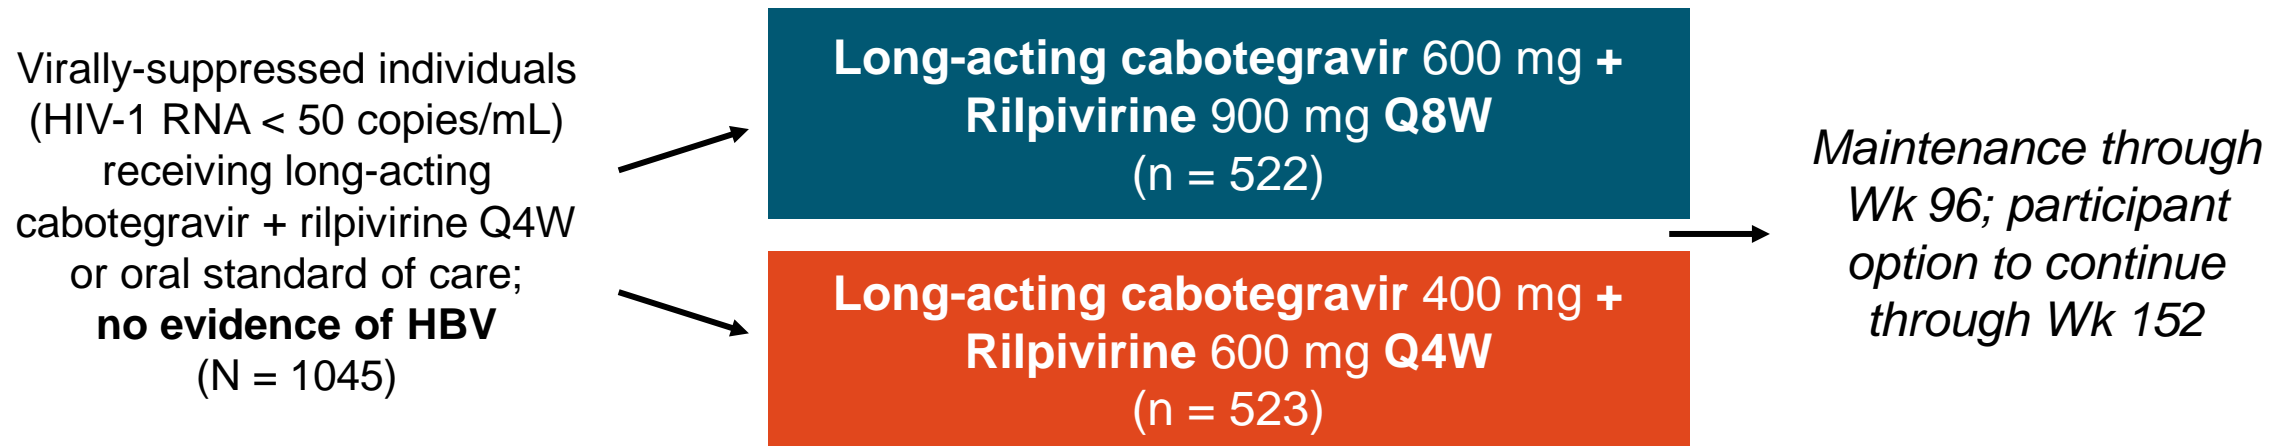 Virally-suppressed individuals
(HIV-1 RNA < 50 copies/mL)
receiving long-acting
cabotegravir + rilpivirine Q4W
or oral standard of care;
no evidence of HBV
(N = 1045)
Long-acting cabotegravir 600 mg +
Rilpivirine 900 mg Q8W
(n = 522)
Long-acting cabotegravir 400 mg +
Rilpivirine 600 mg Q4W
(n = 523)
Maintenance through
Wk 96; participant
option to continue
through Wk 152